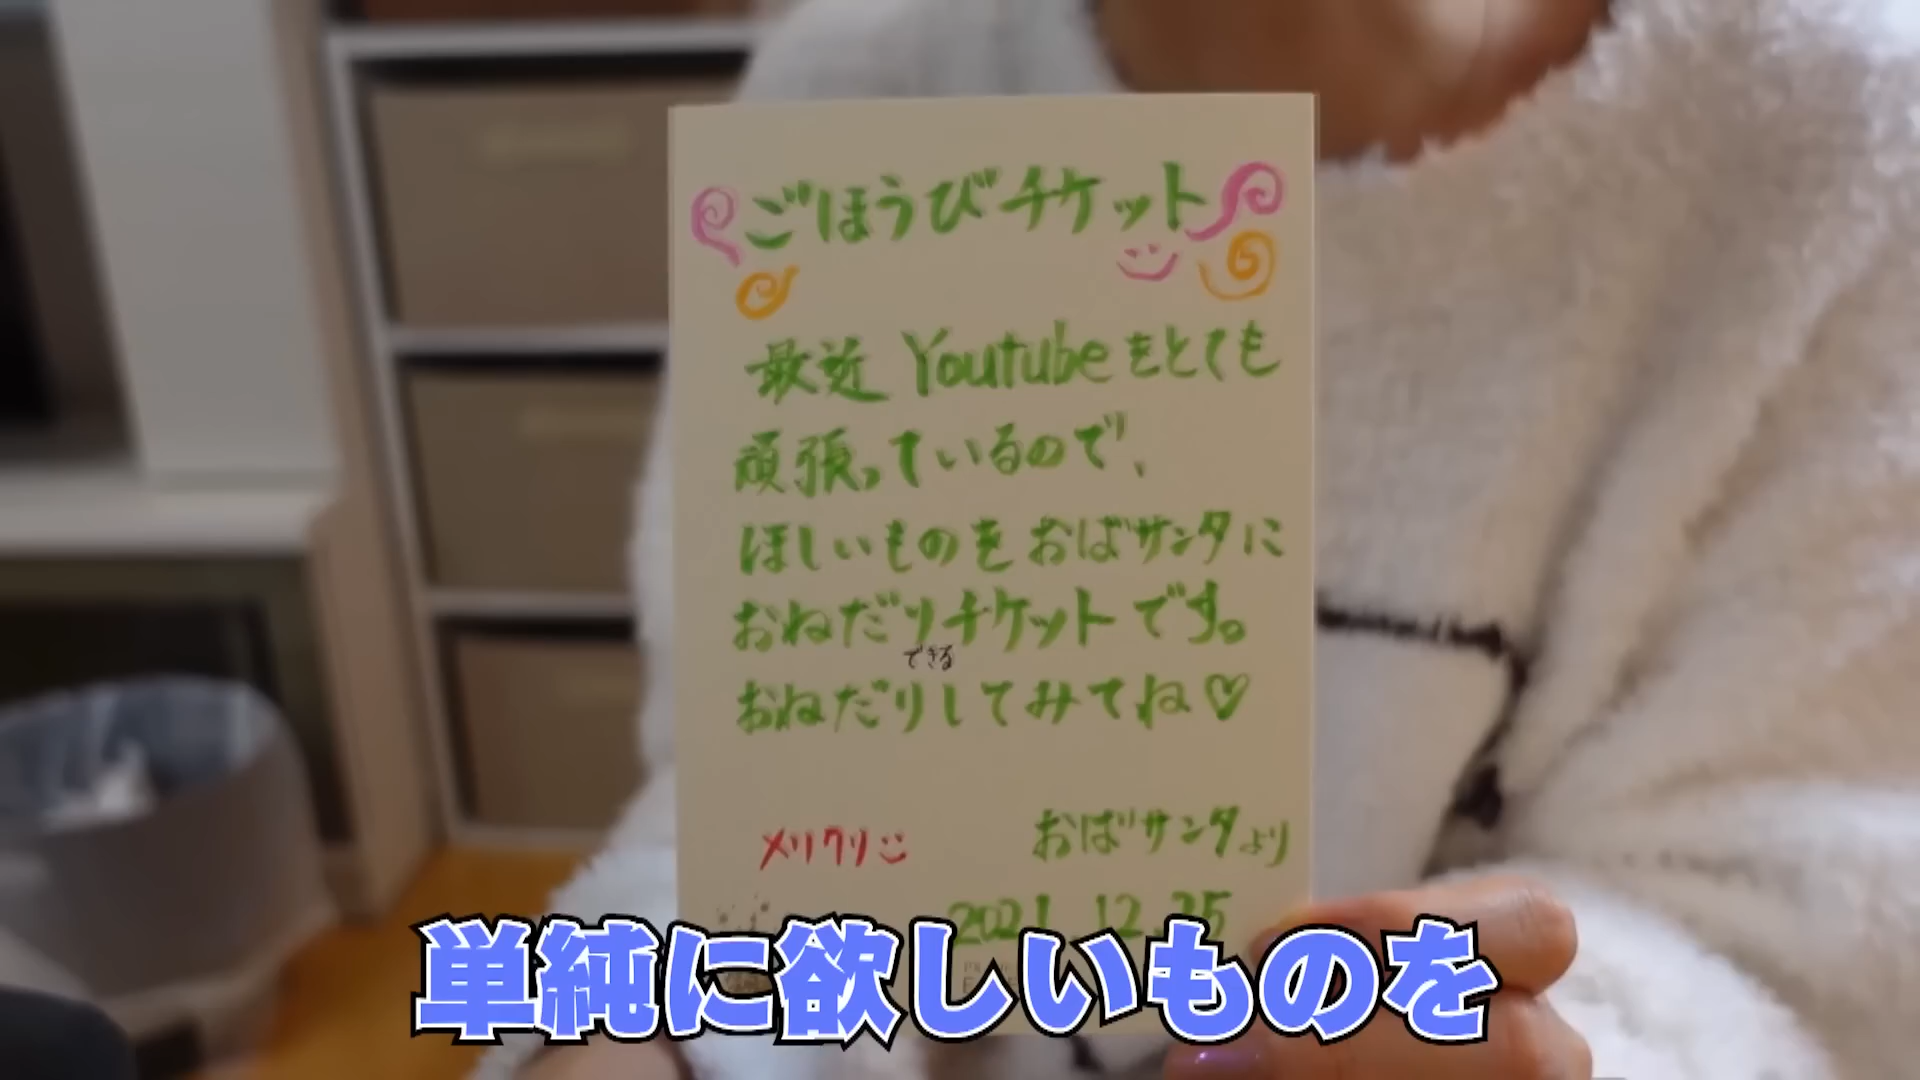 ごほうびチケット
最近Youtubeをとても
頑張っているので、
ほしいものをおばサンタに
おねだりチケットです。
できる
おねだりしてみてね♡
メリクリ
おばサンタより
2021.12.25
単純に欲しいものを